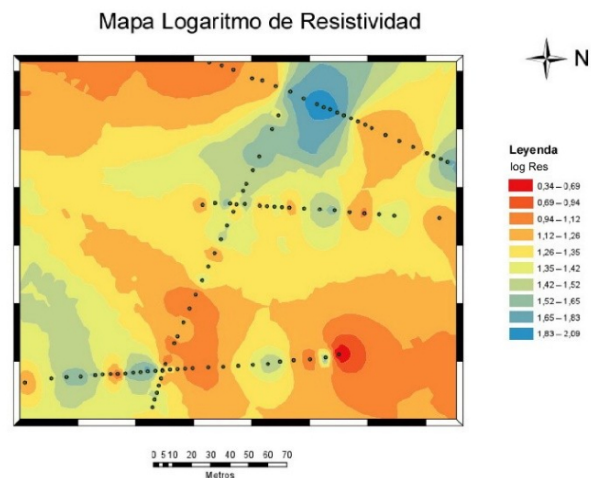 Mapa Logaritmo de Resistividad
N
Leyenda
log Res
0,34 – 0,69
0,69 – 0,94
0,94 – 1,12
1,12 – 1,26
1,26 – 1,35
1,35 – 1,42
1,42 – 1,52
1,52 – 1,65
1,65 – 1,83
1,83 – 2,09
0 5 10 20 30 40 50 60 70
Metros